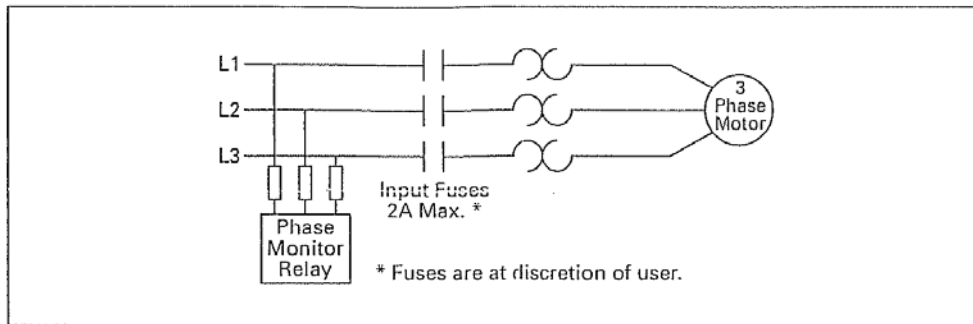 L1
L2
L3
3
Phase
Motor
Input Fuses
2A Max. *
Phase
Monitor
Relay
* Fuses are at discretion of user.